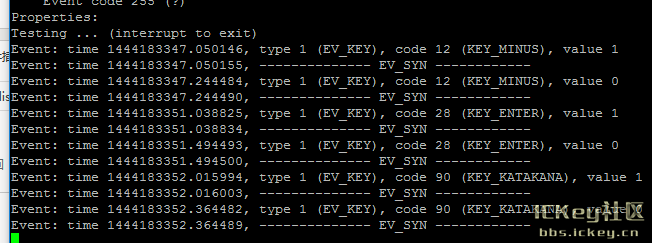 Event code 255 (?)
Properties:
Testing ... (interrupt to exit)
Event: time 1444183347.050146, type 1 (EV_KEY), code 12 (KEY_MINUS), value 1
Event: time 1444183347.050155, -------------- EV_SYN ------------
Event: time 1444183347.244484, type 1 (EV_KEY), code 12 (KEY_MINUS), value 0
Event: time 1444183347.244490, -------------- EV_SYN ------------
Event: time 1444183351.038825, type 1 (EV_KEY), code 28 (KEY_ENTER), value 1
Event: time 1444183351.038834, -------------- EV_SYN ------------
Event: time 1444183351.494493, type 1 (EV_KEY), code 28 (KEY_ENTER), value 0
Event: time 1444183351.494500, -------------- EV_SYN ------------
Event: time 1444183352.015994, type 1 (EV_KEY), code 90 (KEY_KATAKANA), value 1
Event: time 1444183352.016003, -------------- EV_SYN ------------
Event: time 1444183352.364482, type 1 (EV_KEY), code 90 (KEY_KATAKANA), value 0
Event: time 1444183352.364489, -------------- EV_SYN ------------
ICKey社区
bbs.ickey.cn